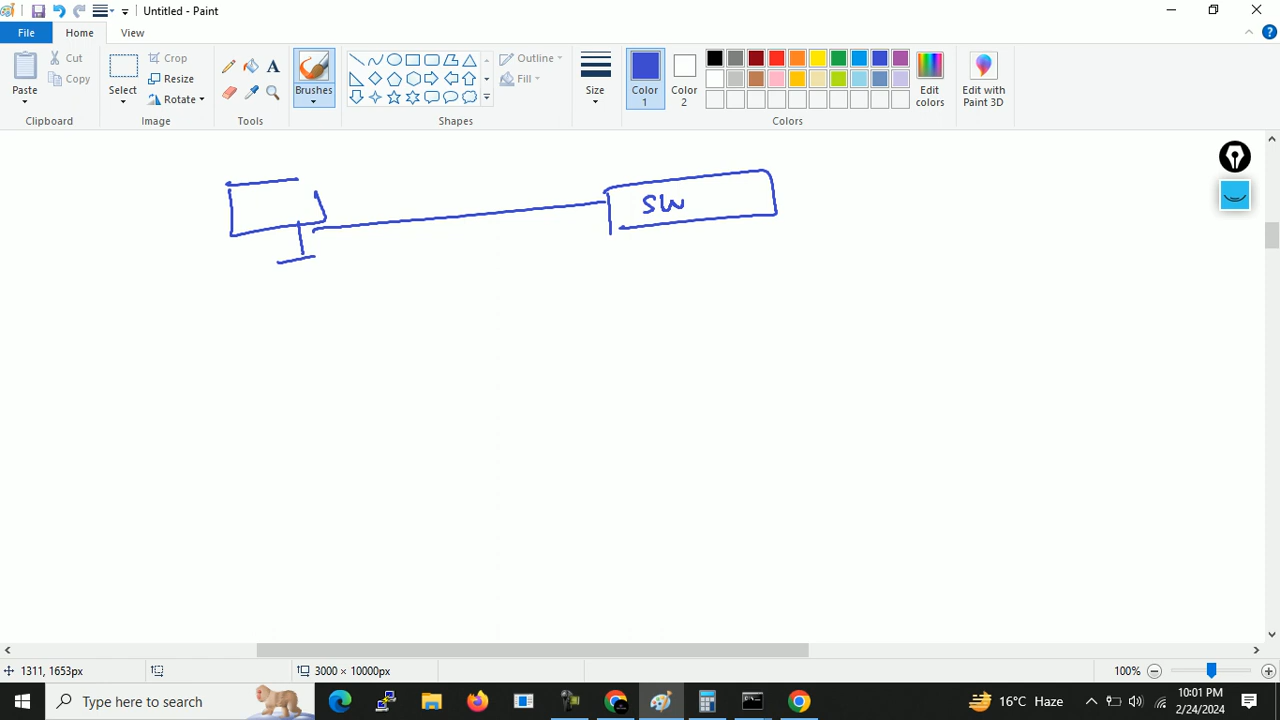 Untitled - Paint
File
Home
View
Paste
Cut
Copy
Clipboard
Select
Crop
Resize
Rotate
Image
A
Tools
Brushes
Shapes
Outline
Fill
Size
Color
1
Color
2
Edit
colors
Colors
Edit with
Paint 3D
SW
1311, 1653px
3000 × 10000px
100%
Type here to search
16°C Haze
10:01 PM
2/24/2024